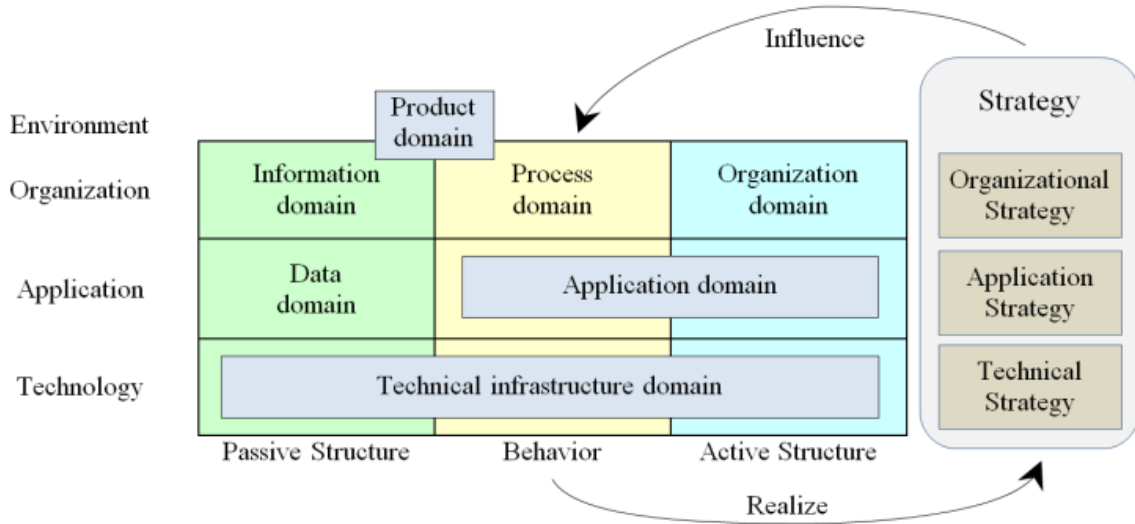 Influence
Strategy
Product
domain
Environment
Information
domain
Process
domain
Organization
domain
Organization
Organizational
Strategy
Data
domain
Application domain
Application
Application
Strategy
Technical infrastructure domain
Technology
Technical
Strategy
Passive Structure
Behavior
Active Structure
Realize